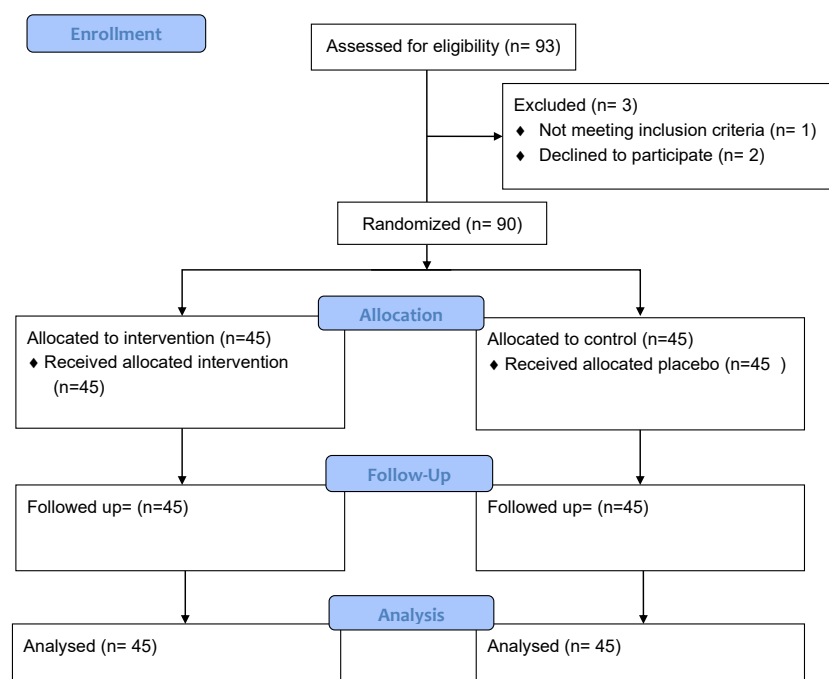 Enrollment
Assessed for eligibility (n= 93)
Excluded (n= 3)
♦ Not meeting inclusion criteria (n= 1)
♦ Declined to participate (n= 2)
Randomized (n= 90)
Allocation
Allocated to intervention (n=45)
♦ Received allocated intervention
(n=45)
Allocated to control (n=45)
♦ Received allocated placebo (n=45  )
Follow-Up
Followed up= (n=45)
Followed up= (n=45)
Analysis
Analysed (n= 45)
Analysed (n= 45)